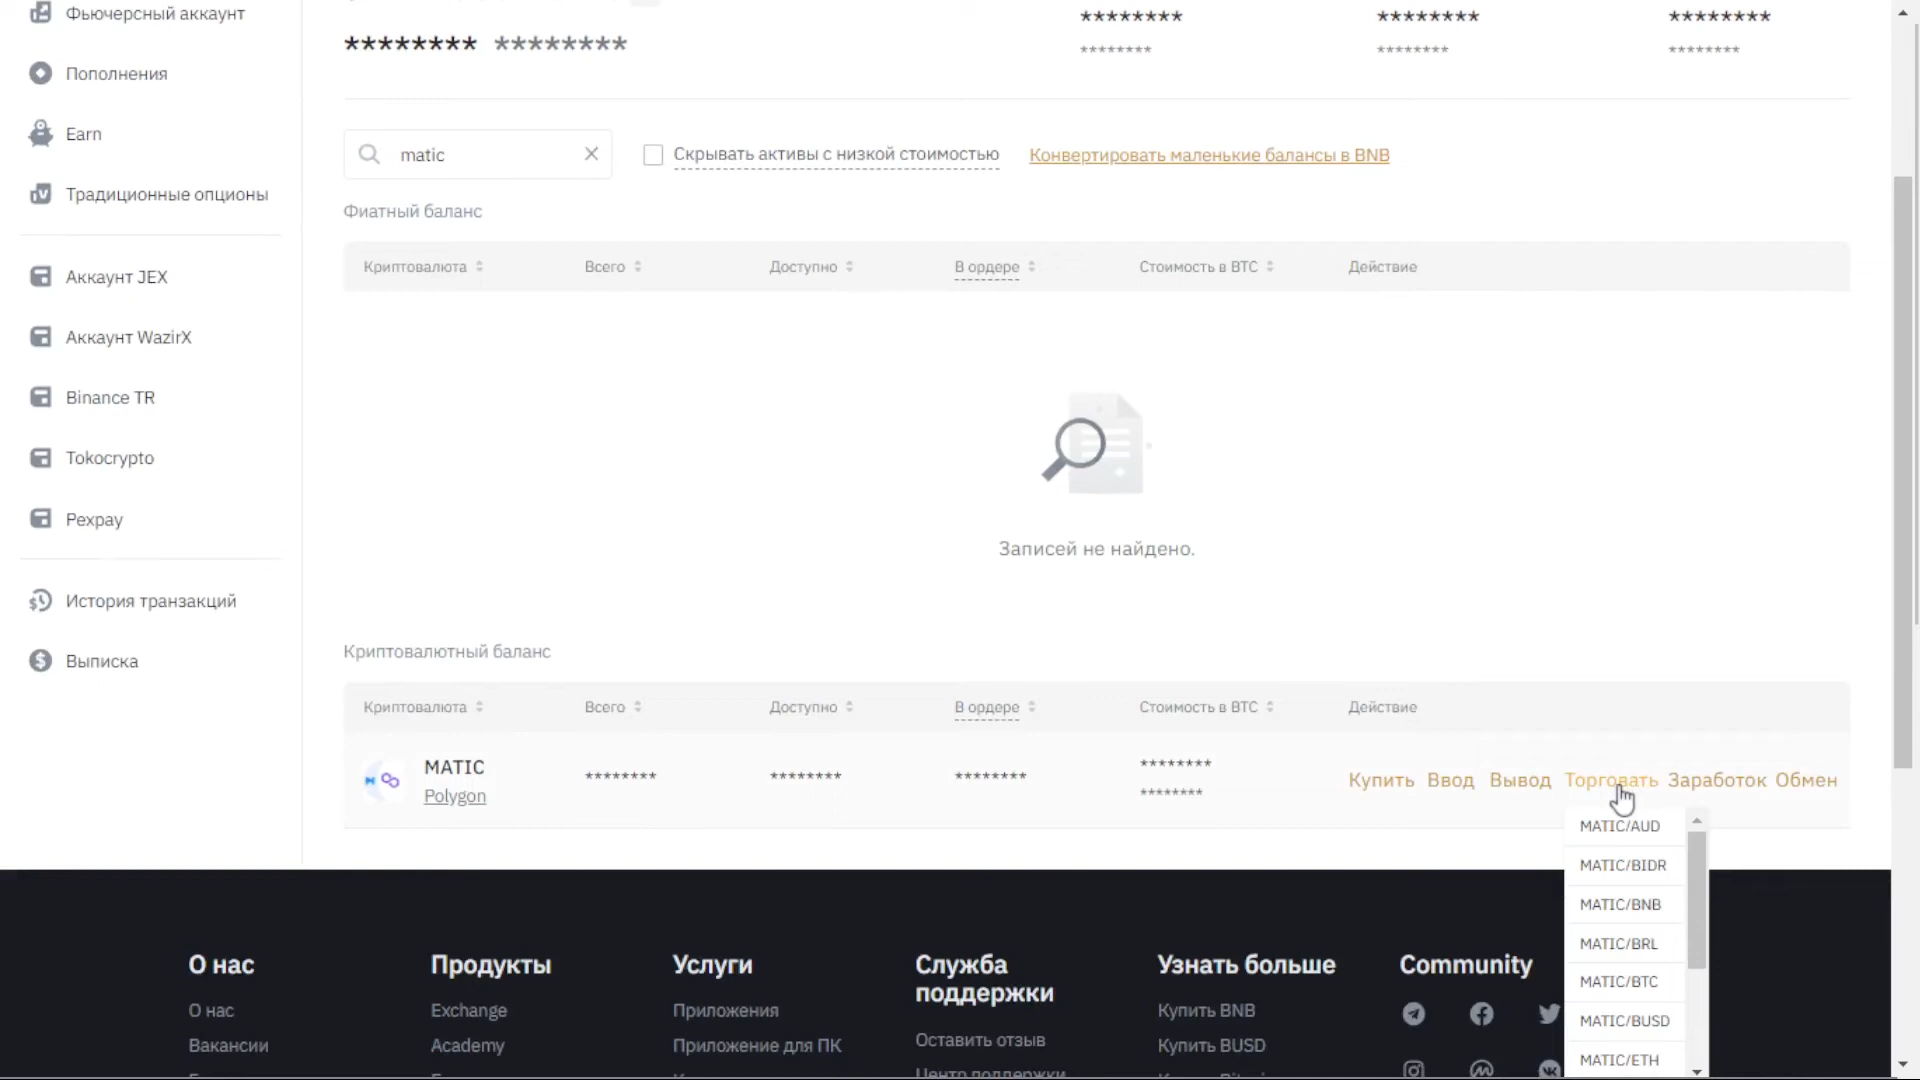 Фьючерсный аккаунт
Пополнения
Earn
Традиционные опционы
Аккаунт JEX
Аккаунт WazirX
Binance TR
Tokocrypto
Pexpay
История транзакций
Выписка
******** ********
******** ******** ********
******** ******** ********
matic
Скрывать активы с низкой стоимостью
Конвертировать маленькие балансы в BNB
Фиатный баланс
Криптовалюта Всего Доступно В ордере Стоимость в BTC Действие
Записей не найдено.
Криптовалютный баланс
Криптовалюта Всего Доступно В ордере Стоимость в BTC Действие
MATIC
Polygon
******** ******** ******** ********
********
Купить Ввод Вывод Торговать Заработок Обмен
MATIC/AUD
MATIC/BIDR
MATIC/BNB
MATIC/BRL
MATIC/BTC
MATIC/BUSD
MATIC/ETH
О нас
О нас
Вакансии
Продукты
Exchange
Academy
Услуги
Приложения
Приложение для ПК
Служба
поддержки
Оставить отзыв
Центр поддержки
Узнать больше
Купить BNB
Купить BUSD
Community